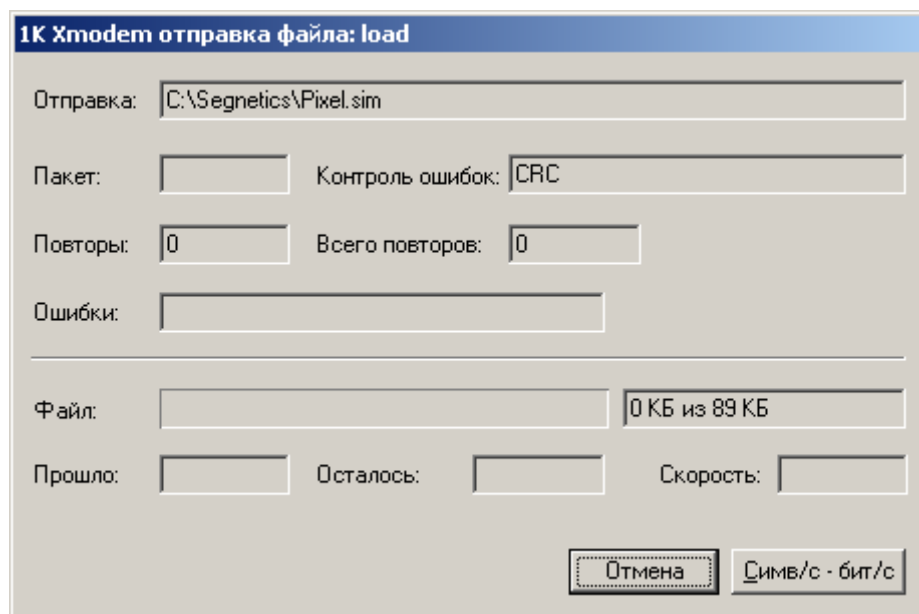 1K Xmodem отправка файла: load
Отправка: C:\Segnetics\Pixel.sim
Пакет: Контроль ошибок: CRC
Повторы: 0 Всего повторов: 0
Ошибки:
Файл: 0 КБ из 89 КБ
Прошло: Осталось: Скорость:
Отмена Симв/с - бит/с